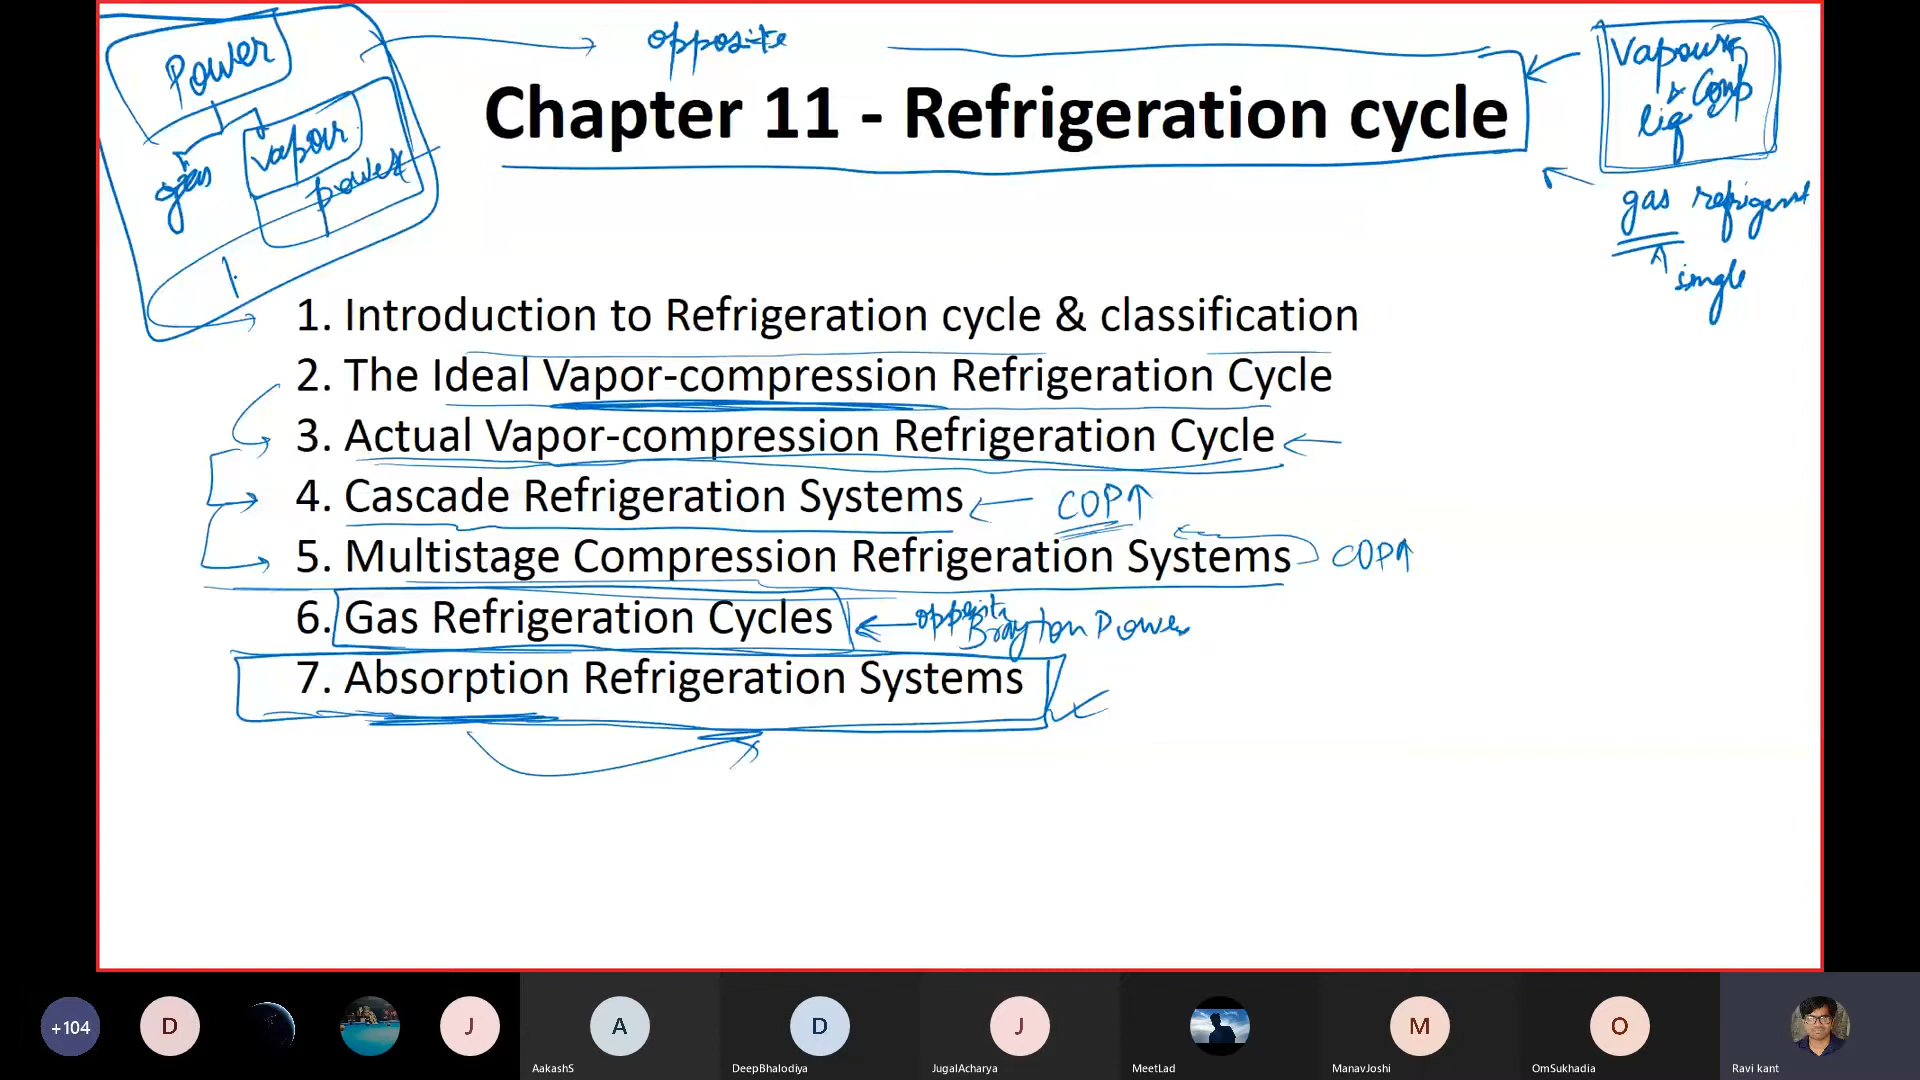 Power
opposite
Vapour
Comp
liq
Chapter 11 - Refrigeration cycle
Vapour
gas
power
gas refrigerant
single
1. Introduction to Refrigeration cycle & classification
2. The Ideal Vapor-compression Refrigeration Cycle
3. Actual Vapor-compression Refrigeration Cycle
4. Cascade Refrigeration Systems
COP↑
5. Multistage Compression Refrigeration Systems
COP↑
6. Gas Refrigeration Cycles
opposite
Brayton Power
7. Absorption Refrigeration Systems
+104
D
J
A
D
J
M
O
AakashS
DeepBhalodiya
JugalAcharya
MeetLad
ManavJoshi
OmSukhadia
Ravi kant